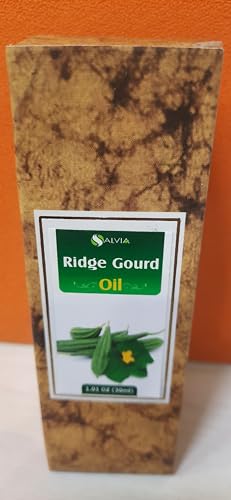 SALVIA
Ridge Gourd
Oil
1.01 Oz (30ml)